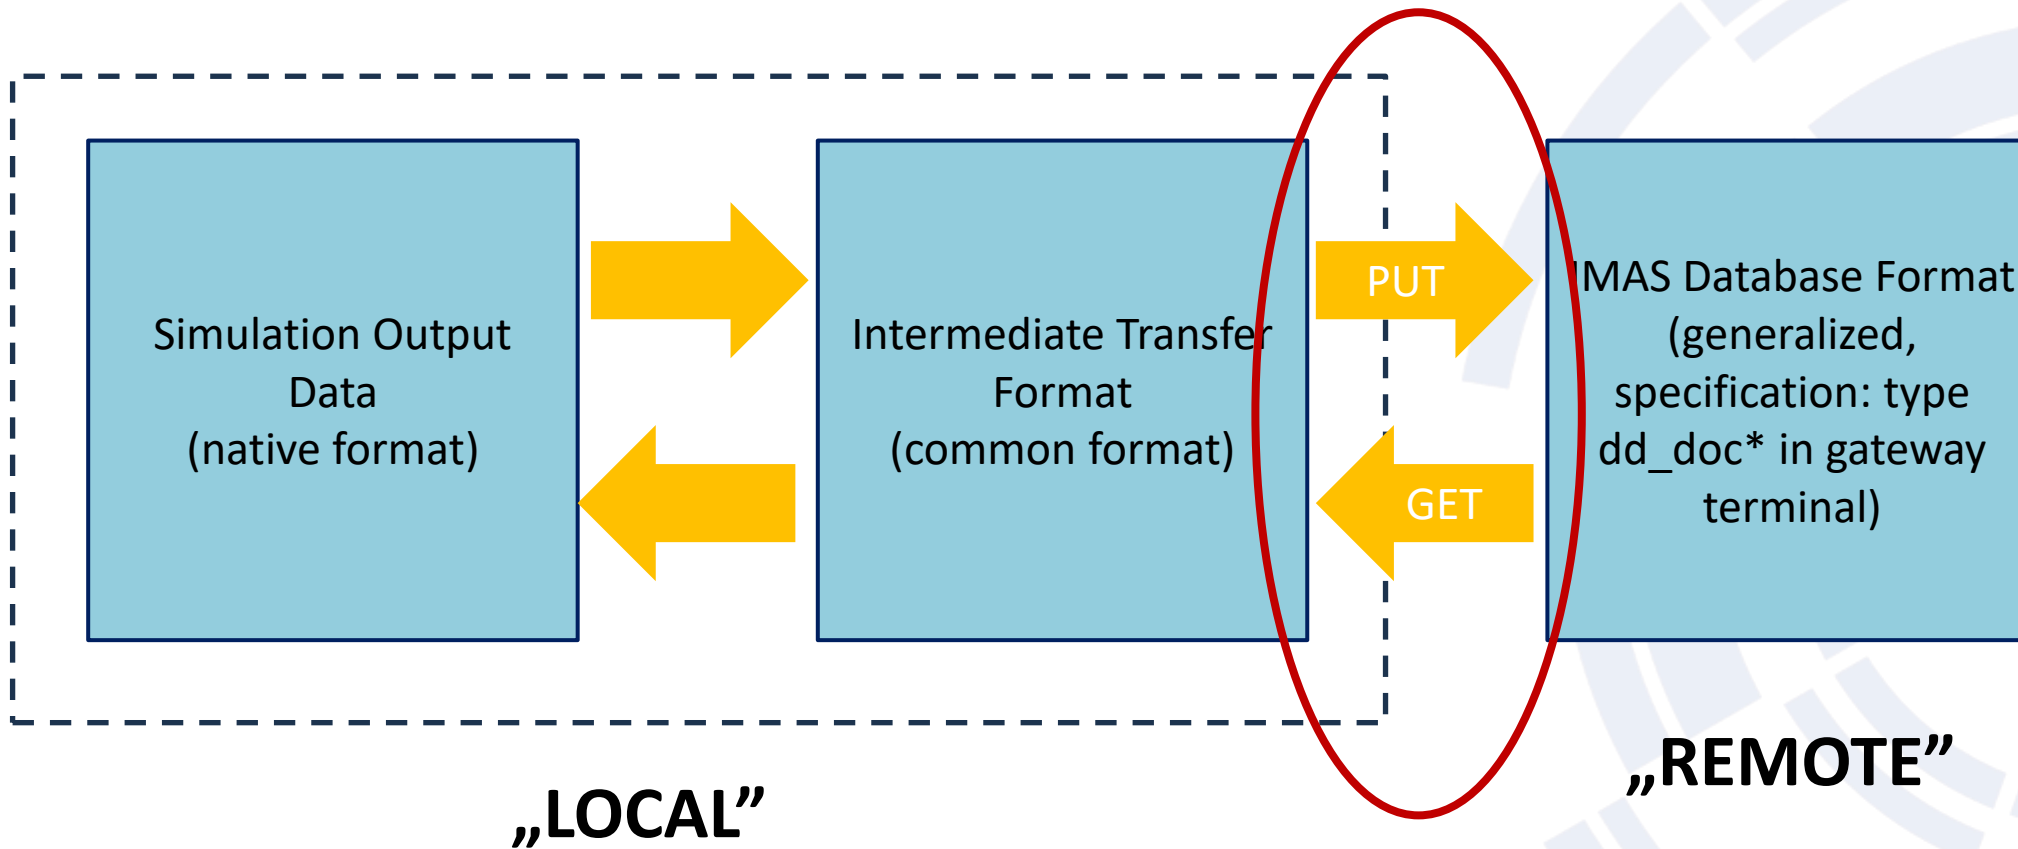 Simulation Output
Data
(native format)
Intermediate Transfer
Format
(common format)
PUT
GET
IMAS Database Format
(generalized,
specification: type
dd_doc* in gateway
terminal)
„LOCAL”
„REMOTE”